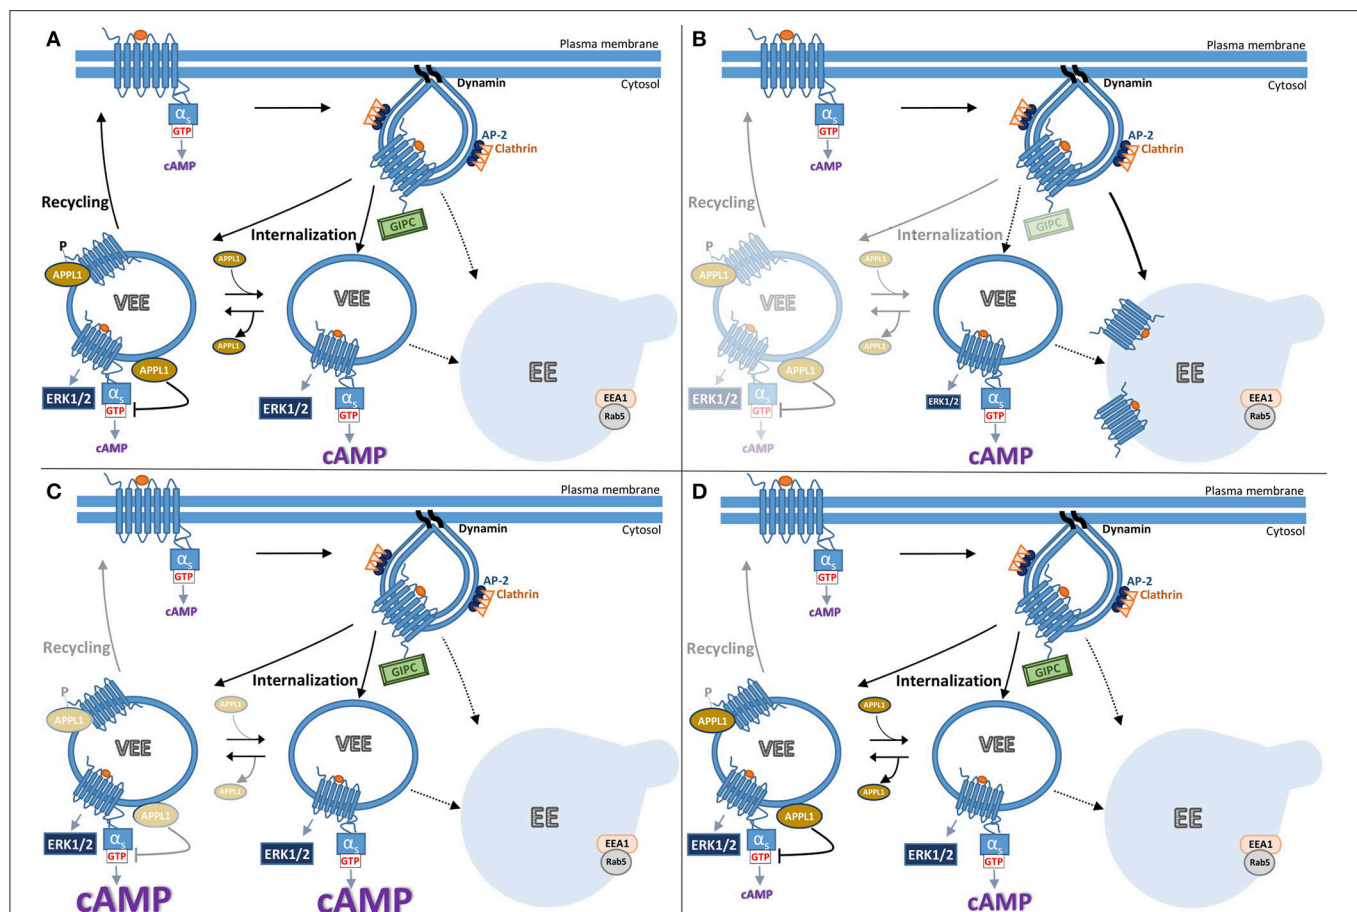 A
Plasma membrane
Dynamin
Cytosol
αs
GTP
cAMP
AP-2
Clathrin
Recycling
GIPC
Internalization
P
APPL1
APPL1
VEE
VEE
APPL1
APPL1
EE
ERK1/2
αs
GTP
cAMP
ERK1/2
αs
GTP
cAMP
EEA1
Rab5
B
Plasma membrane
Dynamin
Cytosol
αs
GTP
cAMP
AP-2
Clathrin
Recycling
GIPC
Internalization
P
APPL1
APPL1
VEE
VEE
APPL1
APPL1
EE
ERK1/2
αs
GTP
cAMP
ERK1/2
αs
GTP
cAMP
EEA1
Rab5
C
Plasma membrane
Dynamin
Cytosol
αs
GTP
cAMP
AP-2
Clathrin
Recycling
GIPC
Internalization
P
APPL1
APPL1
VEE
VEE
APPL1
APPL1
EE
ERK1/2
αs
GTP
cAMP
ERK1/2
αs
GTP
cAMP
EEA1
Rab5
D
Plasma membrane
Dynamin
Cytosol
αs
GTP
cAMP
AP-2
Clathrin
Recycling
GIPC
Internalization
P
APPL1
APPL1
VEE
VEE
APPL1
APPL1
EE
ERK1/2
αs
GTP
cAMP
ERK1/2
αs
GTP
cAMP
EEA1
Rab5